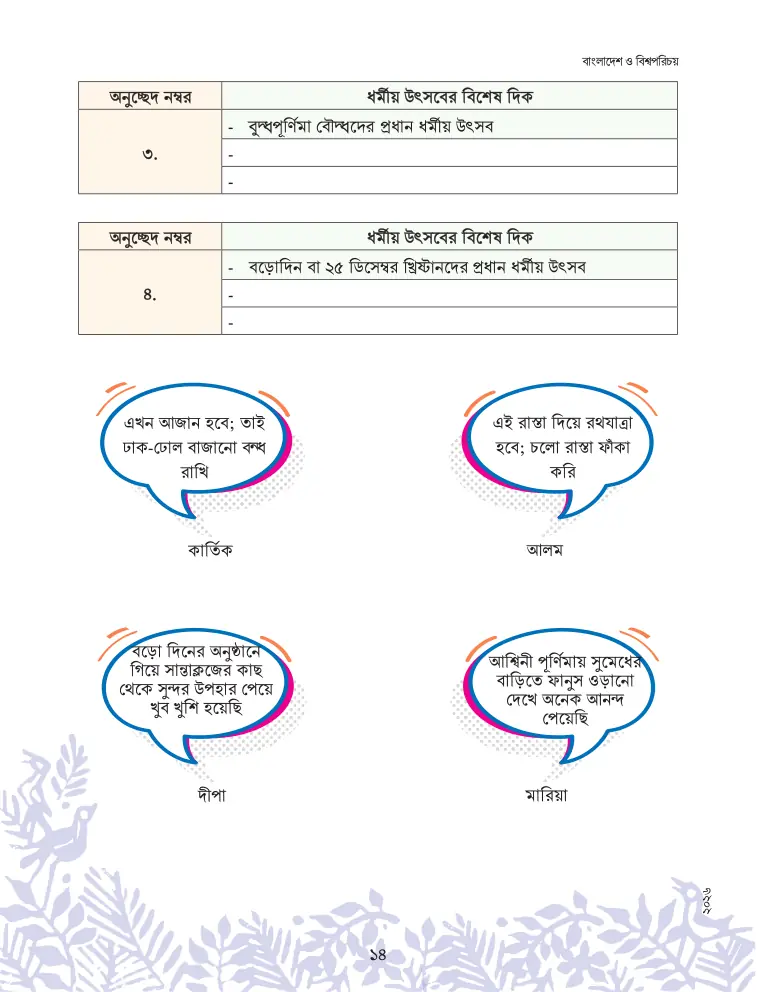 বাংলাদেশ ও বিশ্বপরিচয়
অনুচ্ছেদ নম্বর ধর্মীয় উৎসবের বিশেষ দিক
৩.
- বুদ্ধপূর্ণিমা বৌদ্ধদের প্রধান ধর্মীয় উৎসব
-
-
অনুচ্ছেদ নম্বর ধর্মীয় উৎসবের বিশেষ দিক
৪.
- বড়োদিন বা ২৫ ডিসেম্বর খ্রিষ্টানদের প্রধান ধর্মীয় উৎসব
-
-
এখন আজান হবে; তাই
ঢাক-ঢোল বাজানো বন্ধ
রাখি
কার্তিক
এই রাস্তা দিয়ে রথযাত্রা
হবে; চলো রাস্তা ফাঁকা
করি
আলম
বড়ো দিনের অনুষ্ঠানে
গিয়ে সান্তাক্লজের কাছ
থেকে সুন্দর উপহার পেয়ে
খুব খুশি হয়েছি
দীপা
আশ্বিনী পূর্ণিমায় সুমেধের
বাড়িতে ফানুস ওড়ানো
দেখে অনেক আনন্দ
পেয়েছি
মারিয়া
২০২৬
১৪